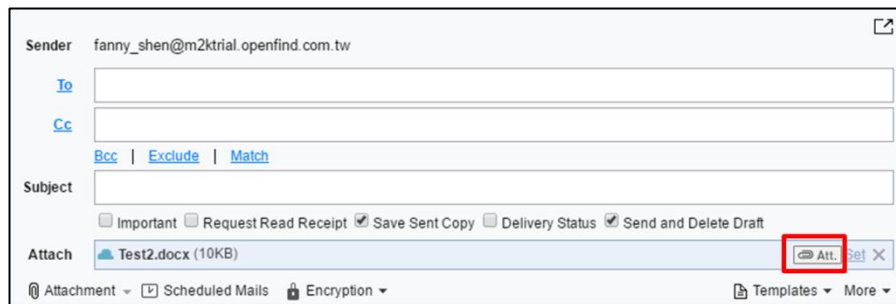 Sender fanny_shen@m2ktrial.openfind.com.tw
To
Cc
Bcc | Exclude | Match
Subject
Important Request Read Receipt Save Sent Copy Delivery Status Send and Delete Draft
Attach Test2.docx (10KB) Att. Set
Attachment Scheduled Mails Encryption Templates More